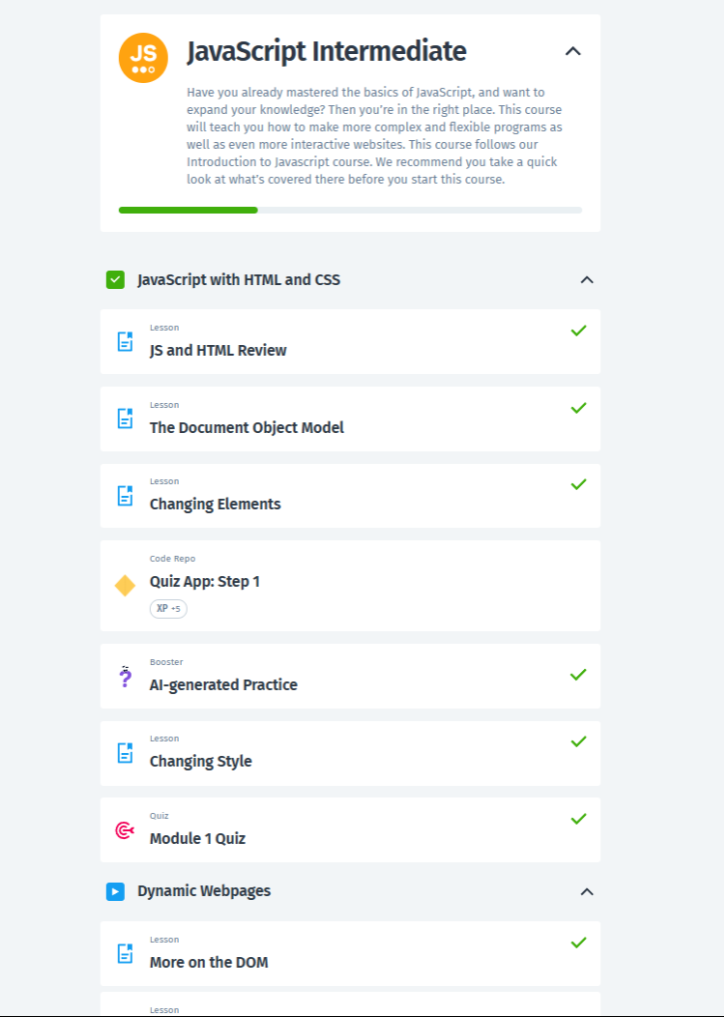 JS
JavaScript Intermediate
Have you already mastered the basics of JavaScript, and want to
expand your knowledge? Then you're in the right place. This course
will teach you how to make more complex and flexible programs as
well as even more interactive websites. This course follows our
Introduction to Javascript course. We recommend you take a quick
look at what's covered there before you start this course.
JavaScript with HTML and CSS
Lesson
JS and HTML Review
Lesson
The Document Object Model
Lesson
Changing Elements
Code Repo
Quiz App: Step 1
XP +5
Booster
AI-generated Practice
Lesson
Changing Style
Quiz
Module 1 Quiz
Dynamic Webpages
Lesson
More on the DOM
Lesson